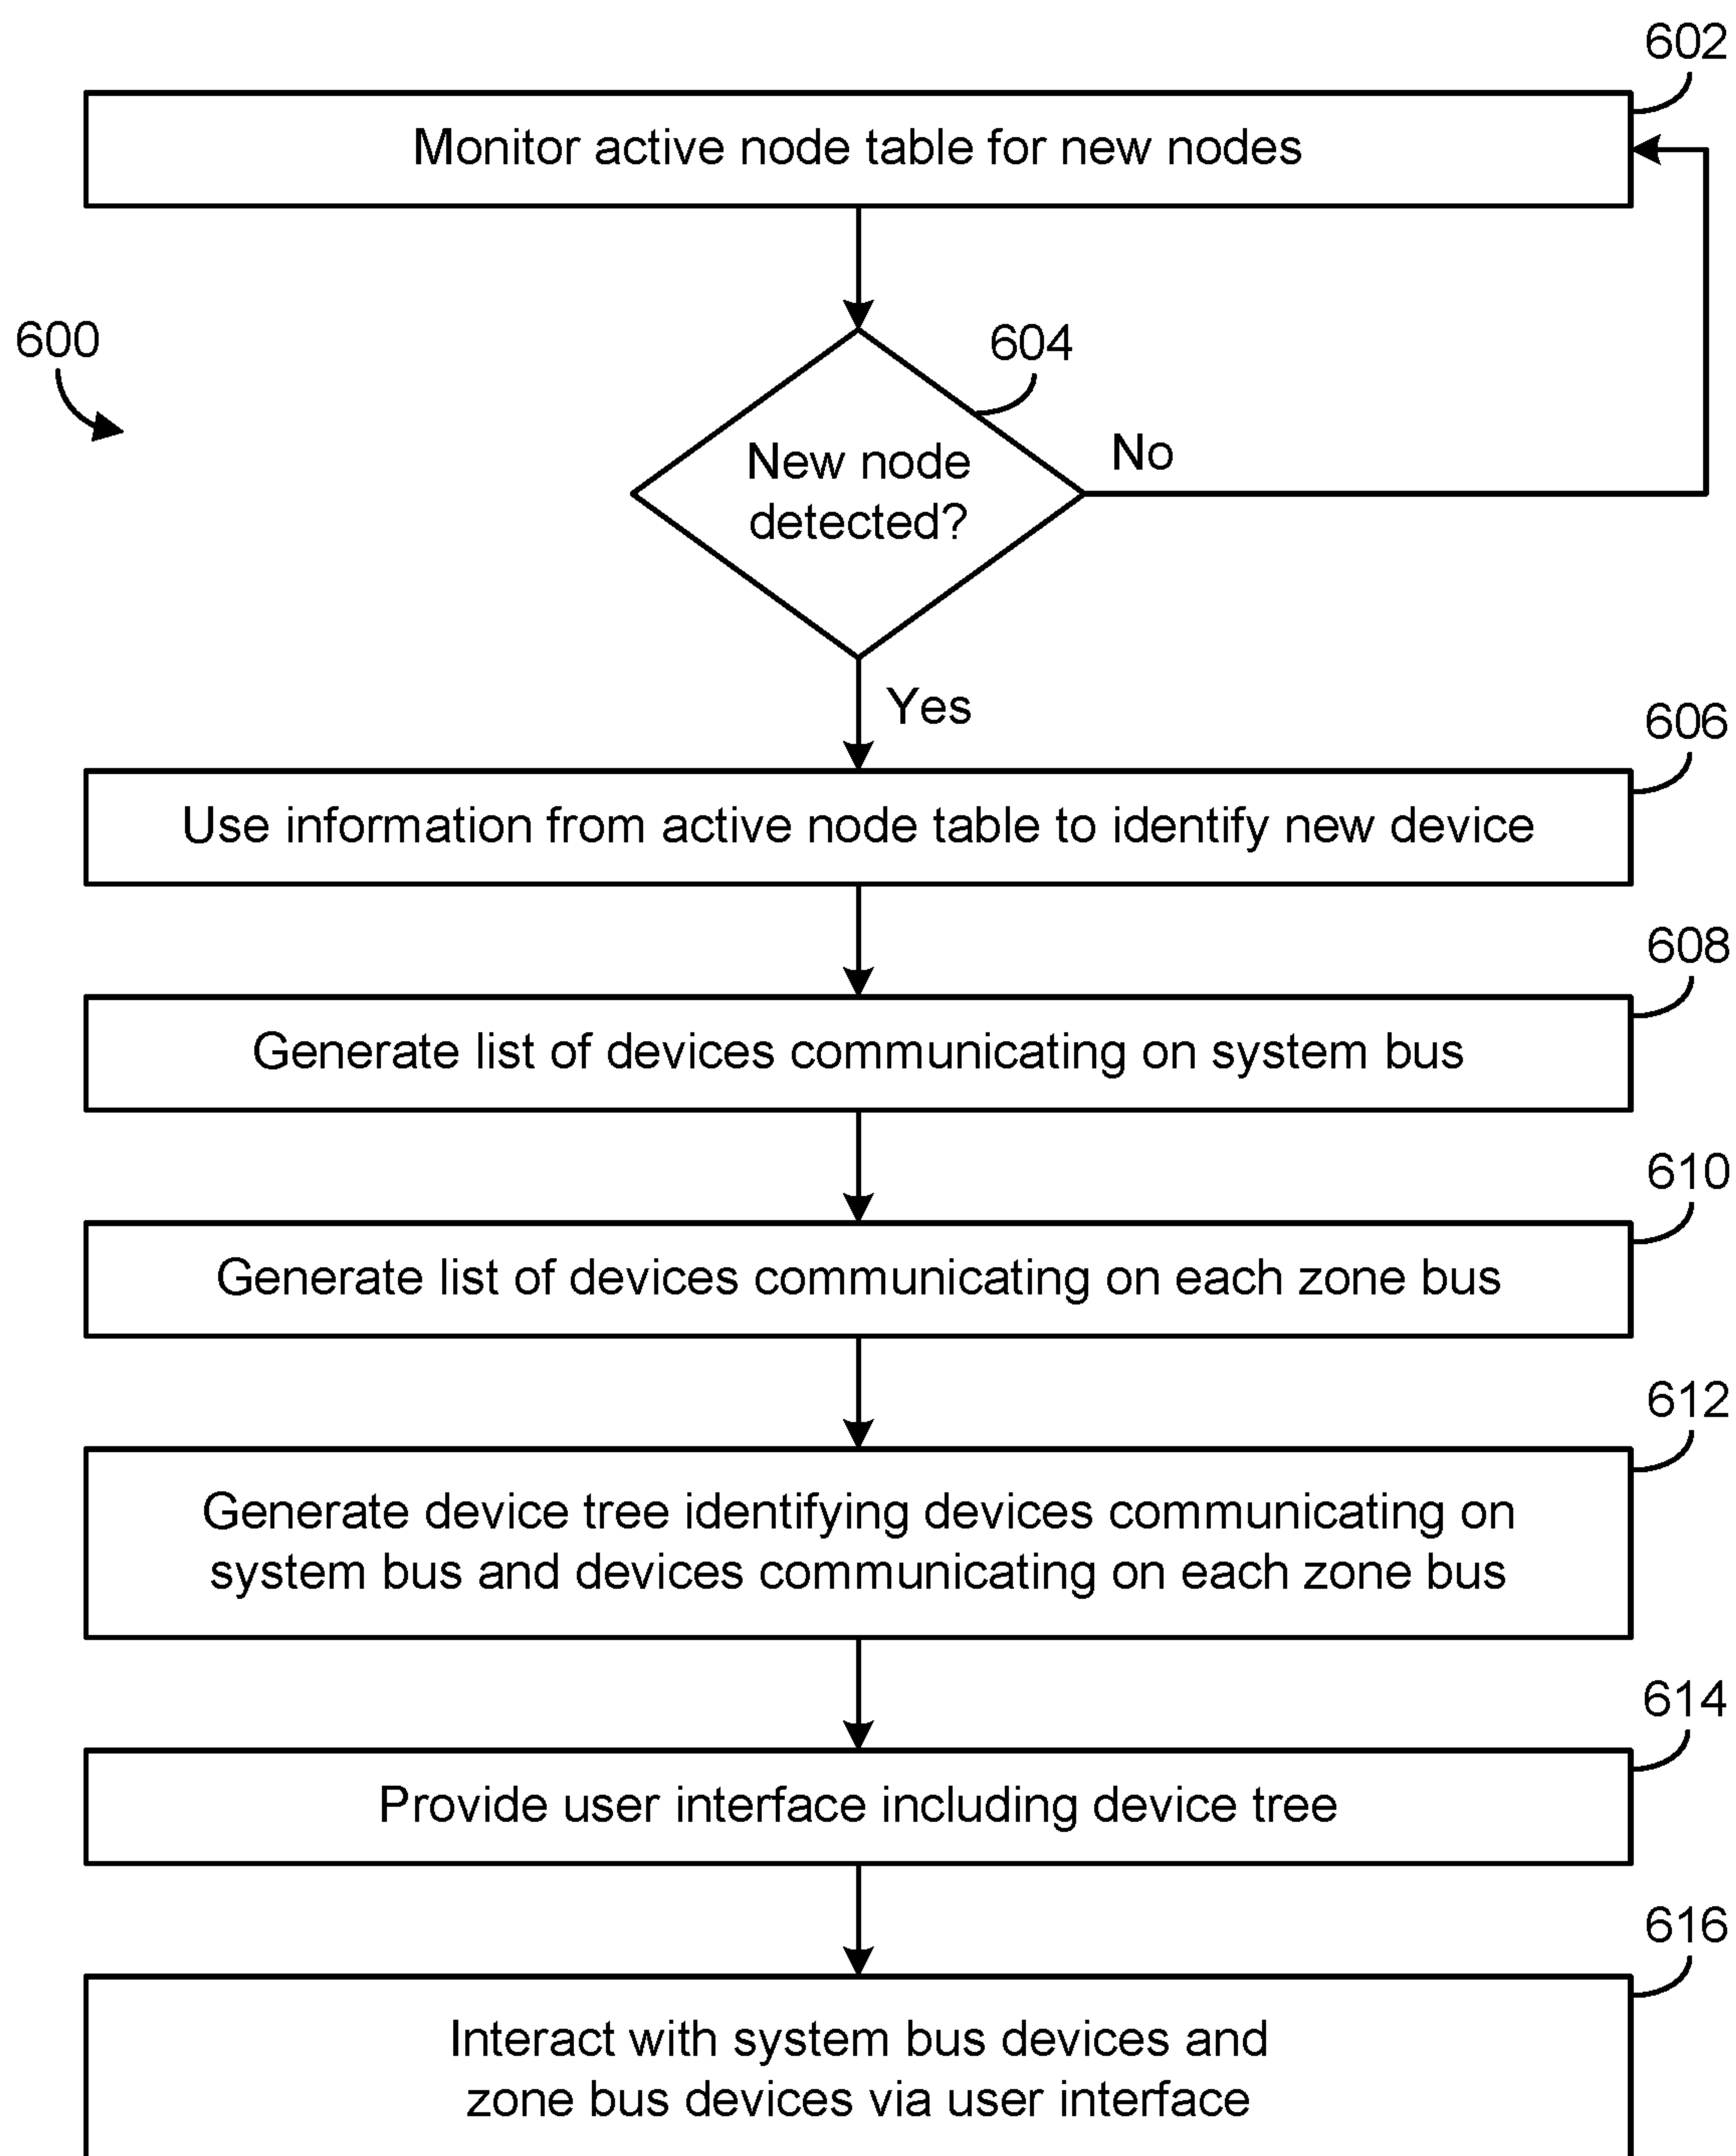 602
Monitor active node table for new nodes
600
604
New node
detected?
No
Yes
606
Use information from active node table to identify new device
608
Generate list of devices communicating on system bus
610
Generate list of devices communicating on each zone bus
612
Generate device tree identifying devices communicating on
system bus and devices communicating on each zone bus
614
Provide user interface including device tree
616
Interact with system bus devices and
zone bus devices via user interface